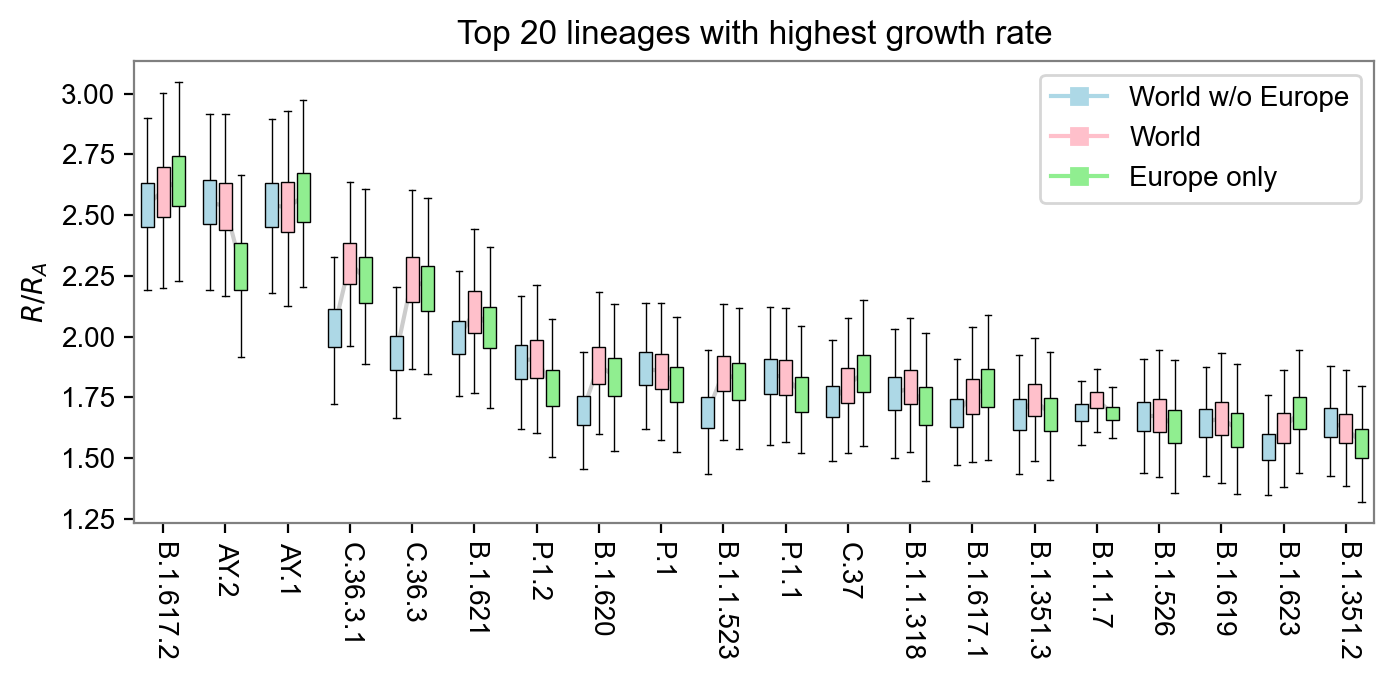 Top 20 lineages with highest growth rate
World w/o Europe
World
Europe only
R/R_A
3.00
2.75
2.50
2.25
2.00
1.75
1.50
1.25
B.1.617.2
AY.2
AY.1
C.36.3.1
C.36.3
B.1.621
P.1.2
B.1.620
P.1
B.1.1.523
P.1.1
C.37
B.1.1.318
B.1.617.1
B.1.351.3
B.1.1.7
B.1.526
B.1.619
B.1.623
B.1.351.2